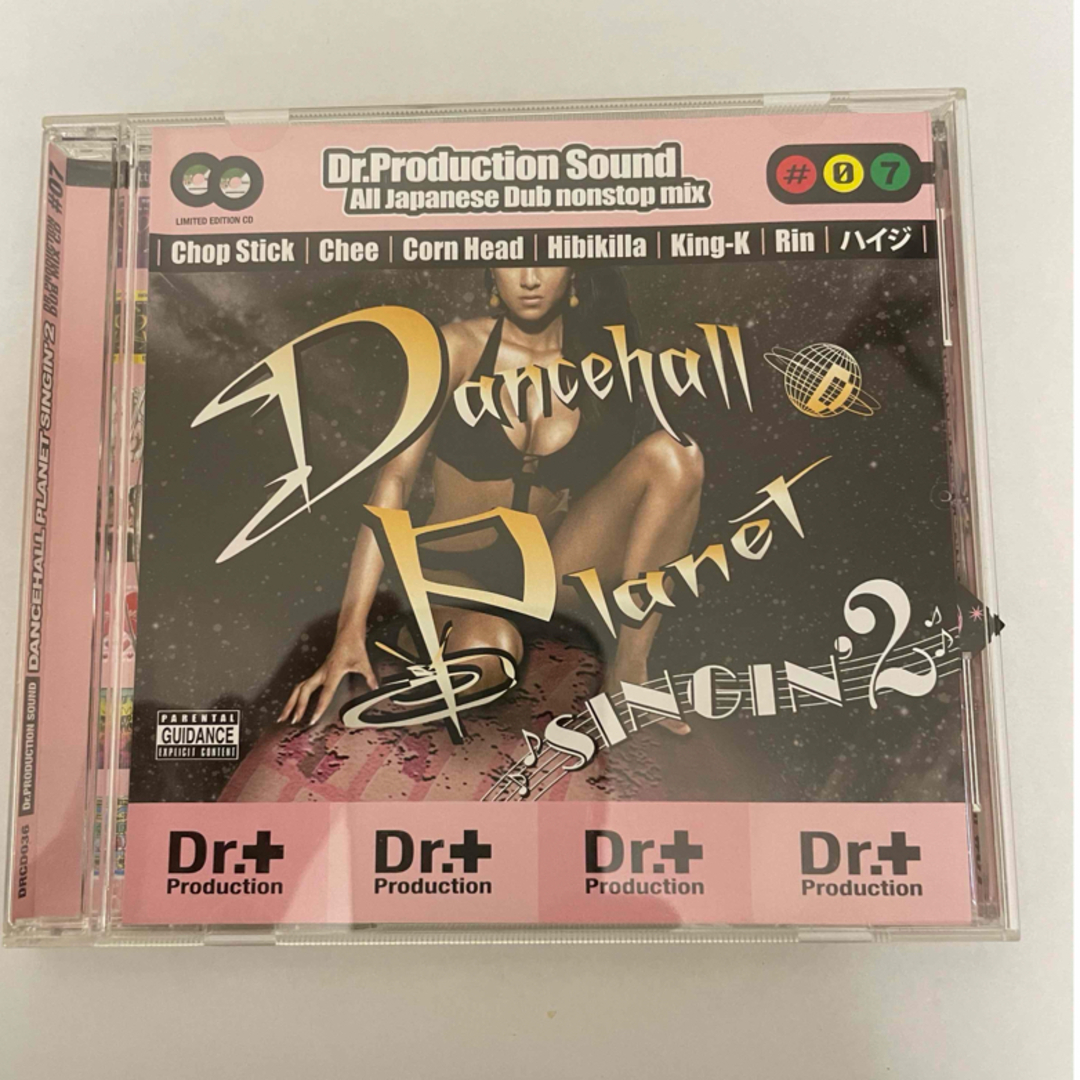 LIMITED EDITION CD
Dr.Production Sound
All Japanese Dub nonstop mix
#07
Chop Stick | Chee | Corn Head | Hibikilla | King-K | Rin | ハイジ
Dancehall
Planet
SINGIN'2
PARENTAL
GUIDANCE
EXPLICIT CONTENT
Dr.+ Dr.+ Dr.+ Dr.+
Production Production Production Production
DRCD036 Dr.PRODUCTION SOUND DANCEHALL PLANET SINGIN'2 #07